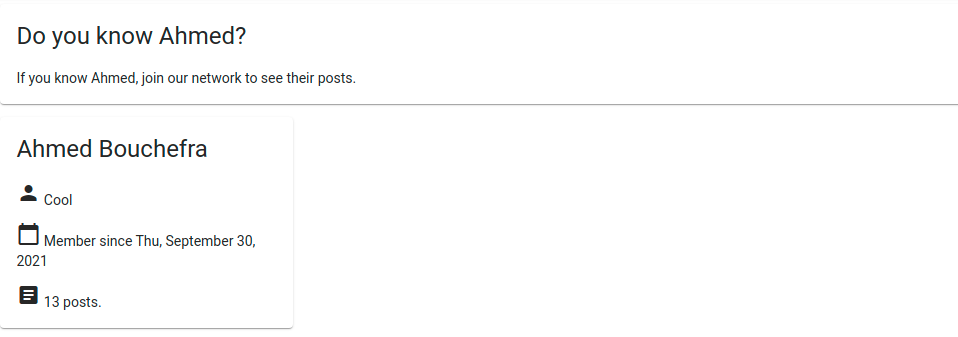 Do you know Ahmed?
If you know Ahmed, join our network to see their posts.
Ahmed Bouchefra
Cool
Member since Thu, September 30,
2021
13 posts.